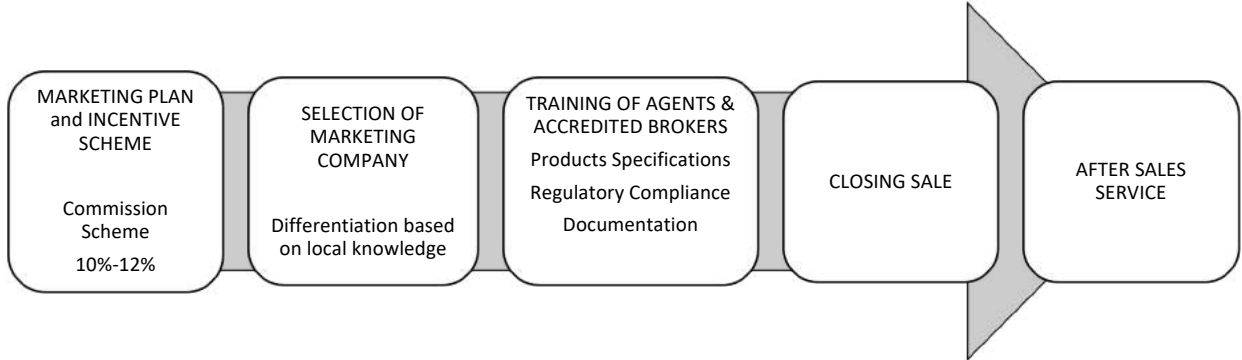 MARKETING PLAN
and INCENTIVE
SCHEME
Commission
Scheme
10%-12%
SELECTION OF
MARKETING
COMPANY
Differentiation based
on local knowledge
TRAINING OF AGENTS &
ACCREDITED BROKERS
Products Specifications
Regulatory Compliance
Documentation
CLOSING SALE
AFTER SALES
SERVICE